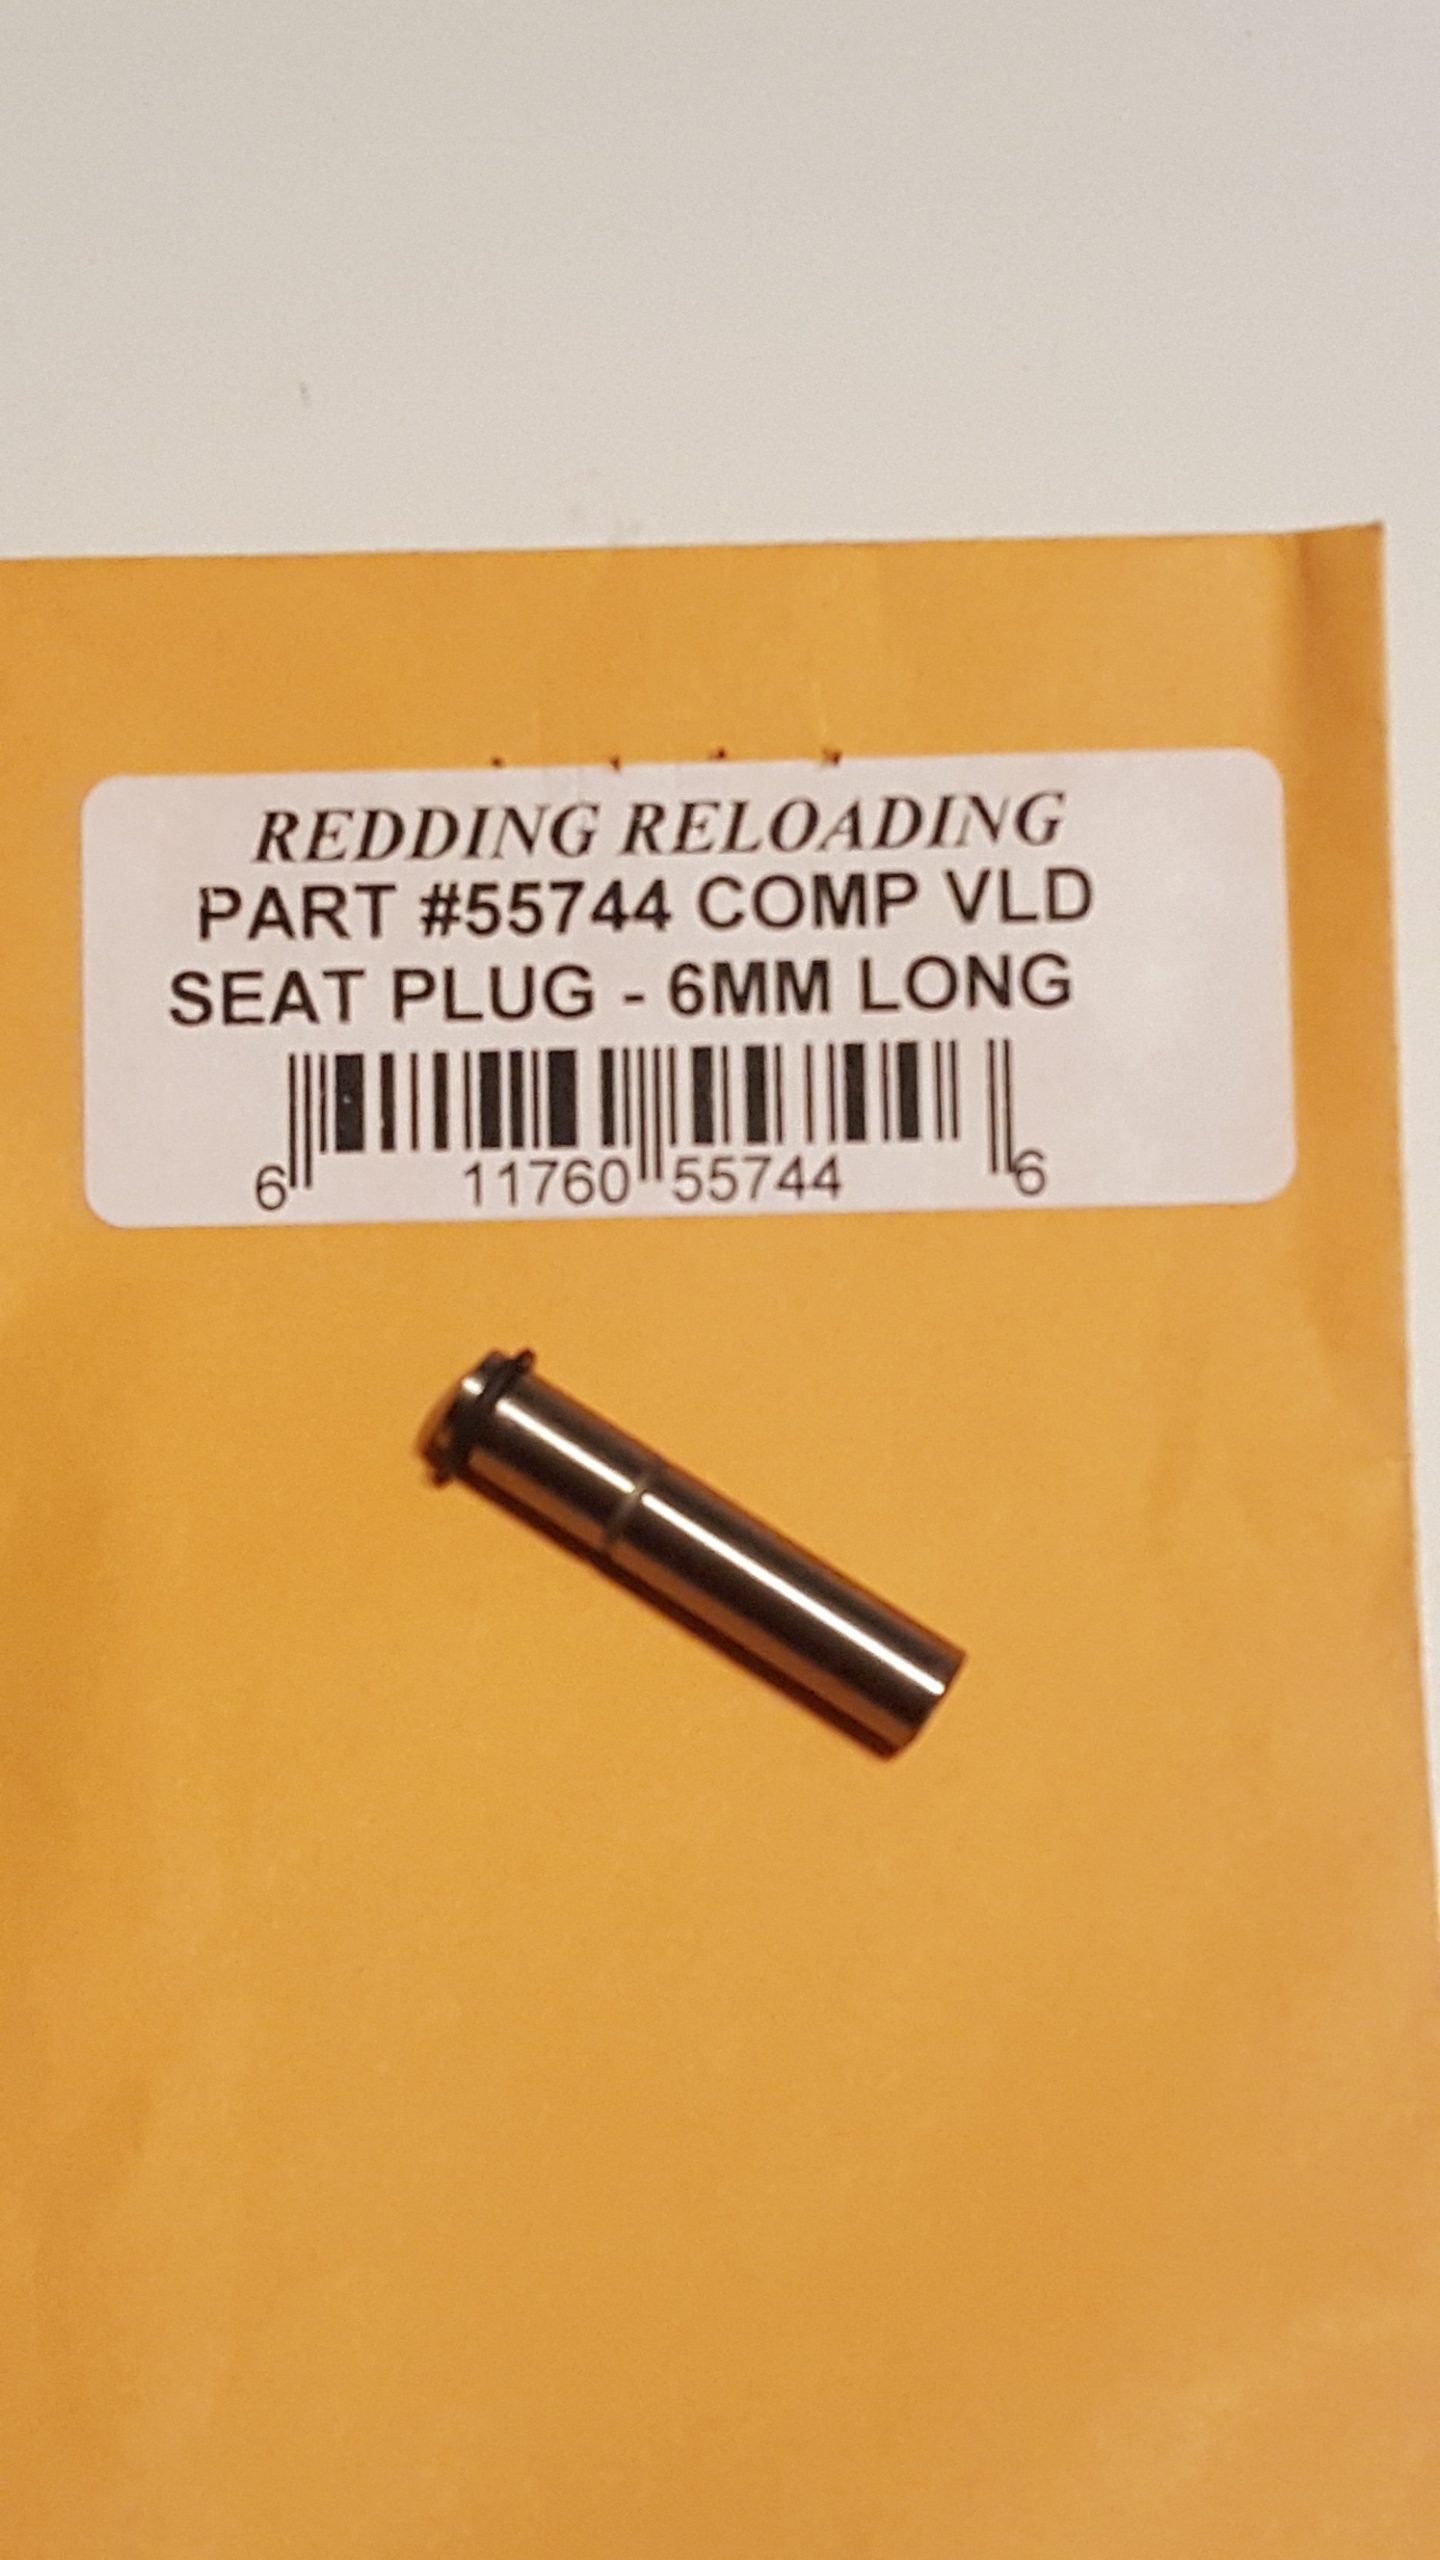 REDDING RELOADING
PART #55744 COMP VLD
SEAT PLUG - 6MM LONG
6 11760 55744 6